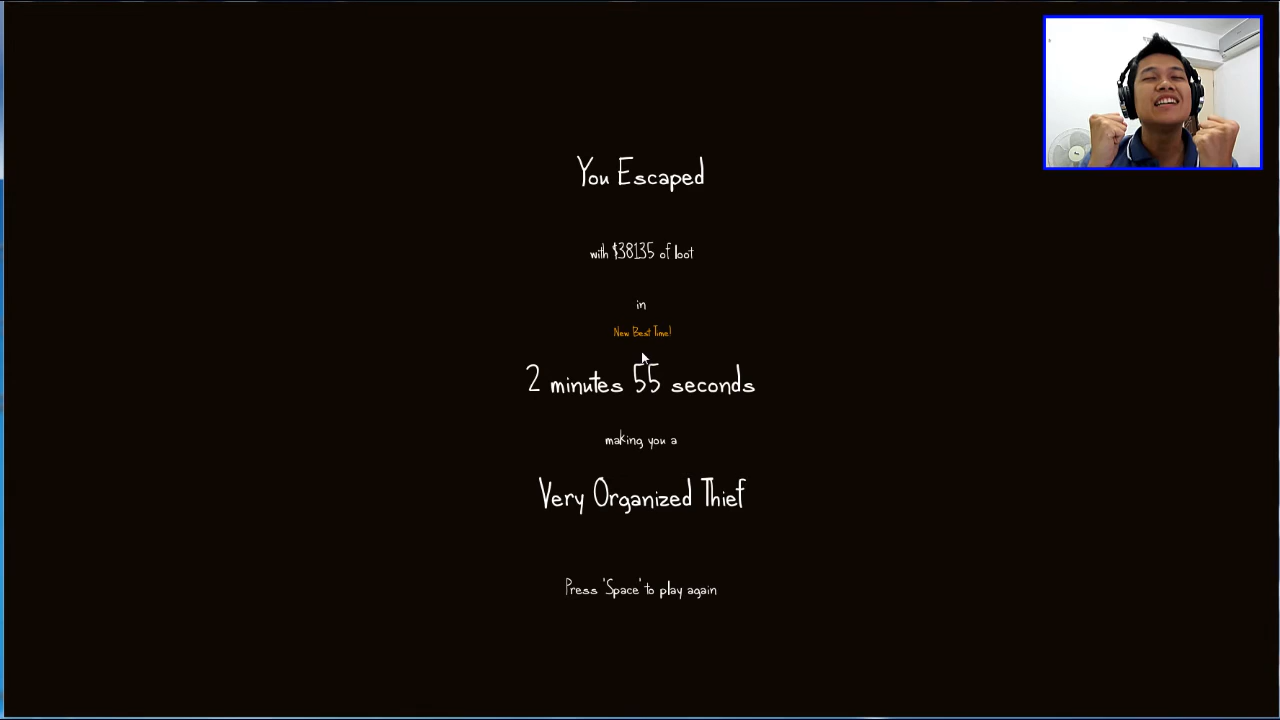 You Escaped
with $38135 of loot
in
New Best Time!
2 minutes 55 seconds
making you a
Very Organized Thief
Press 'Space' to play again